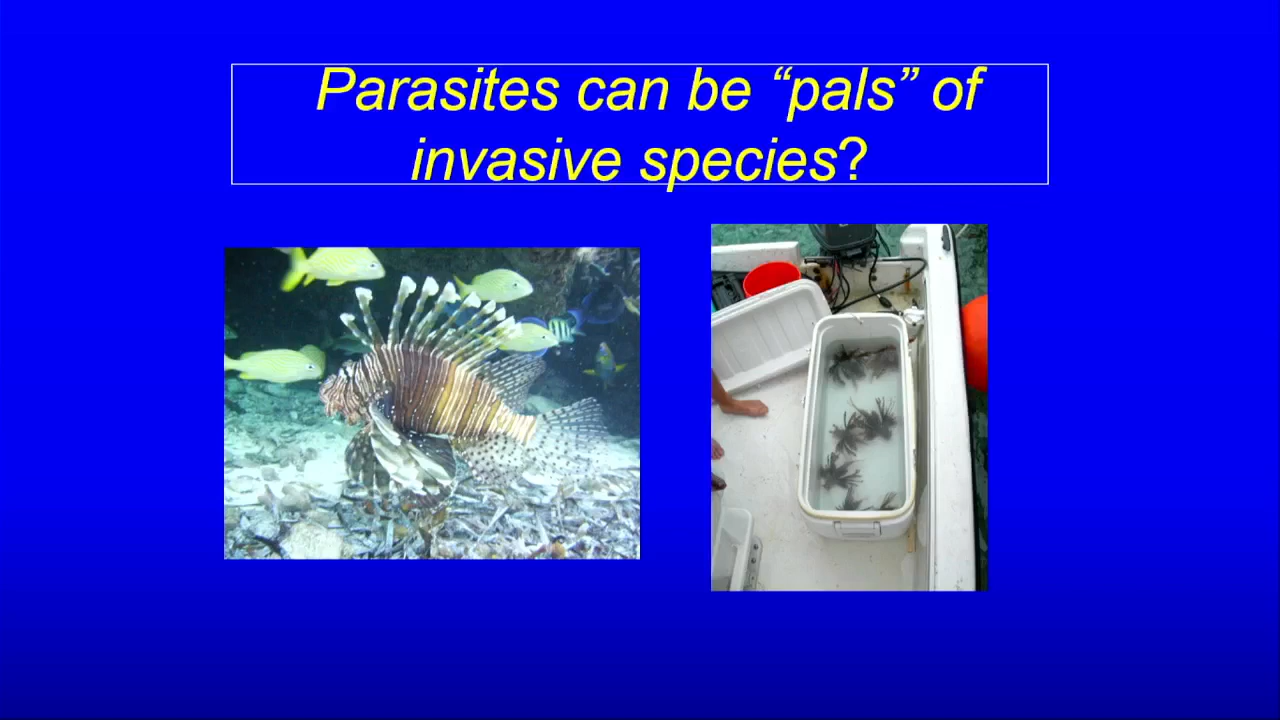 Parasites can be “pals” of
invasive species?